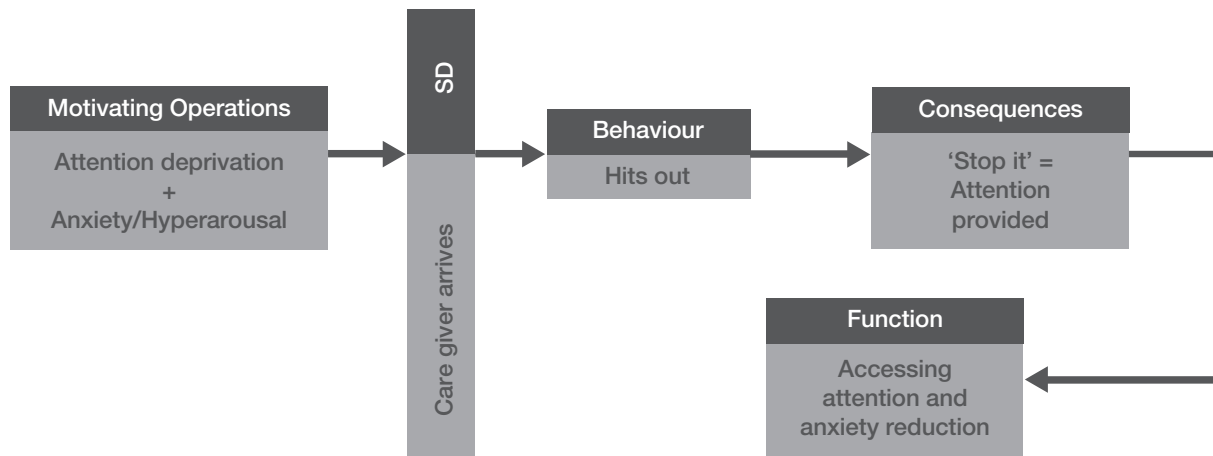 Motivating Operations
Attention deprivation
+
Anxiety/Hyperarousal
SD
Care giver arrives
Behaviour
Hits out
Consequences
‘Stop it’ =
Attention
provided
Function
Accessing
attention and
anxiety reduction